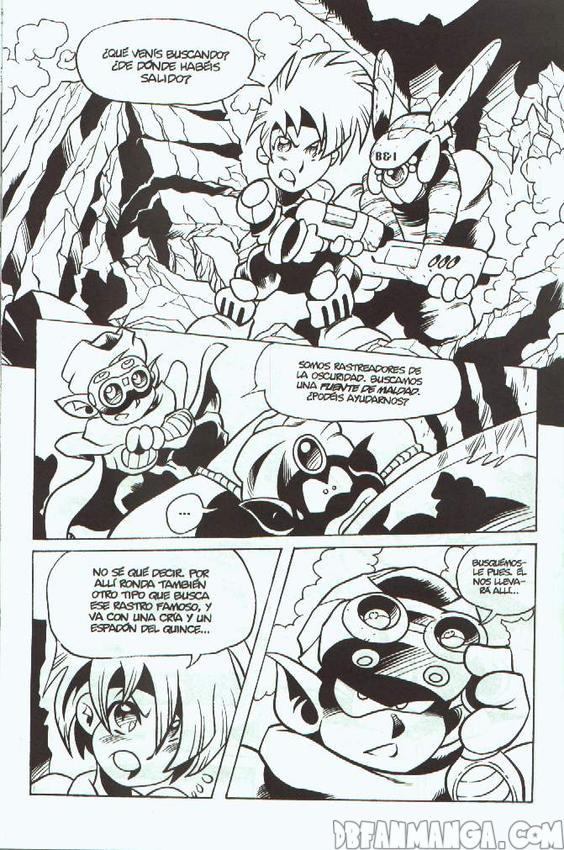 ¿QUÉ VENÍS BUSCANDO?
¿DE DÓNDE HABÉIS
SALIDO?
B&I
SOMOS RASTREADORES DE
LA OSCURIDAD. BUSCAMOS
UNA FUENTE DE MALDAD.
¿PODÉIS AYUDARNOS?
...
NO SÉ QUÉ DECIR. POR
ALLÍ RONDA TAMBIÉN
OTRO TIPO QUE BUSCA
ESE RASTRO FAMOSO, Y
VA CON UNA CRÍA Y UN
ESPADÓN DEL QUINCE...
BUSQUÉMOS-
LE PUES. ÉL
NOS LLEVA-
RA ALLÍ...
DBFANMANGA.COM